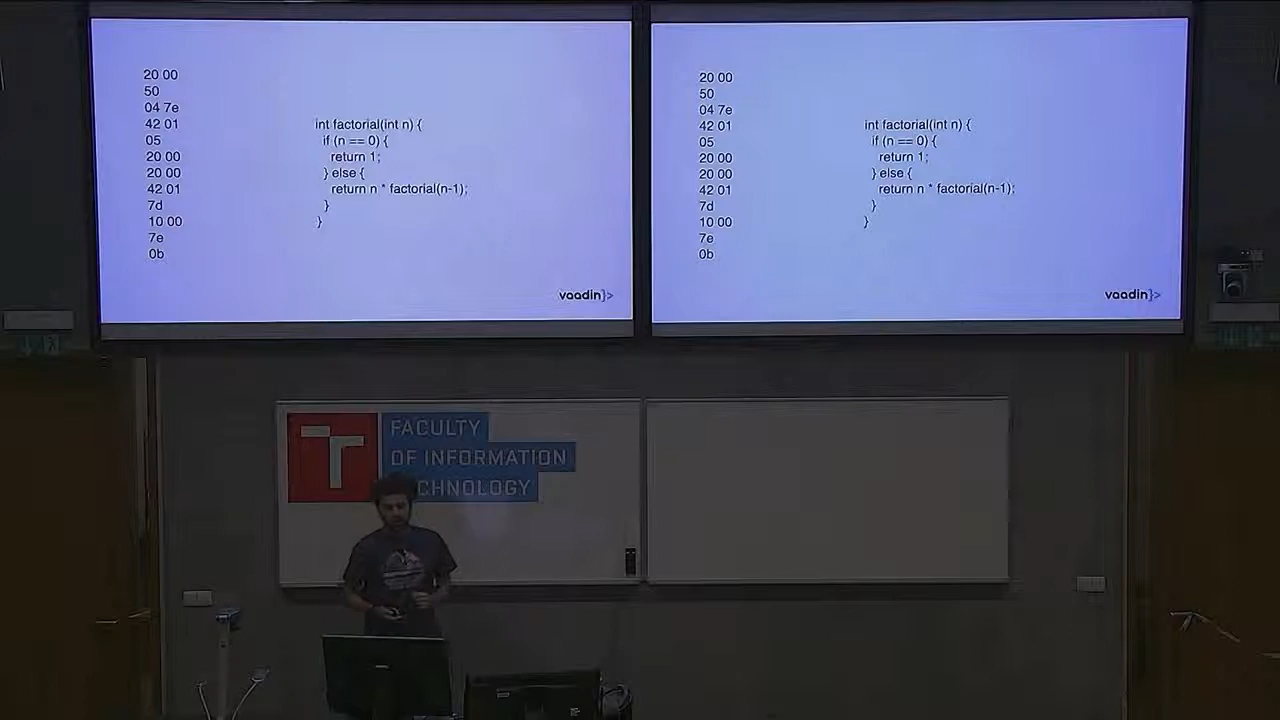 20 00
50
04 7e
42 01
05
20 00
20 00
42 01
7d
10 00
7e
0b
int factorial(int n) {
if (n == 0) {
return 1;
} else {
return n * factorial(n-1);
}
}
vaadin}>
20 00
50
04 7e
42 01
05
20 00
20 00
42 01
7d
10 00
7e
0b
int factorial(int n) {
if (n == 0) {
return 1;
} else {
return n * factorial(n-1);
}
}
vaadin}>
FACULTY
OF INFORMATION
CHNOLOGY